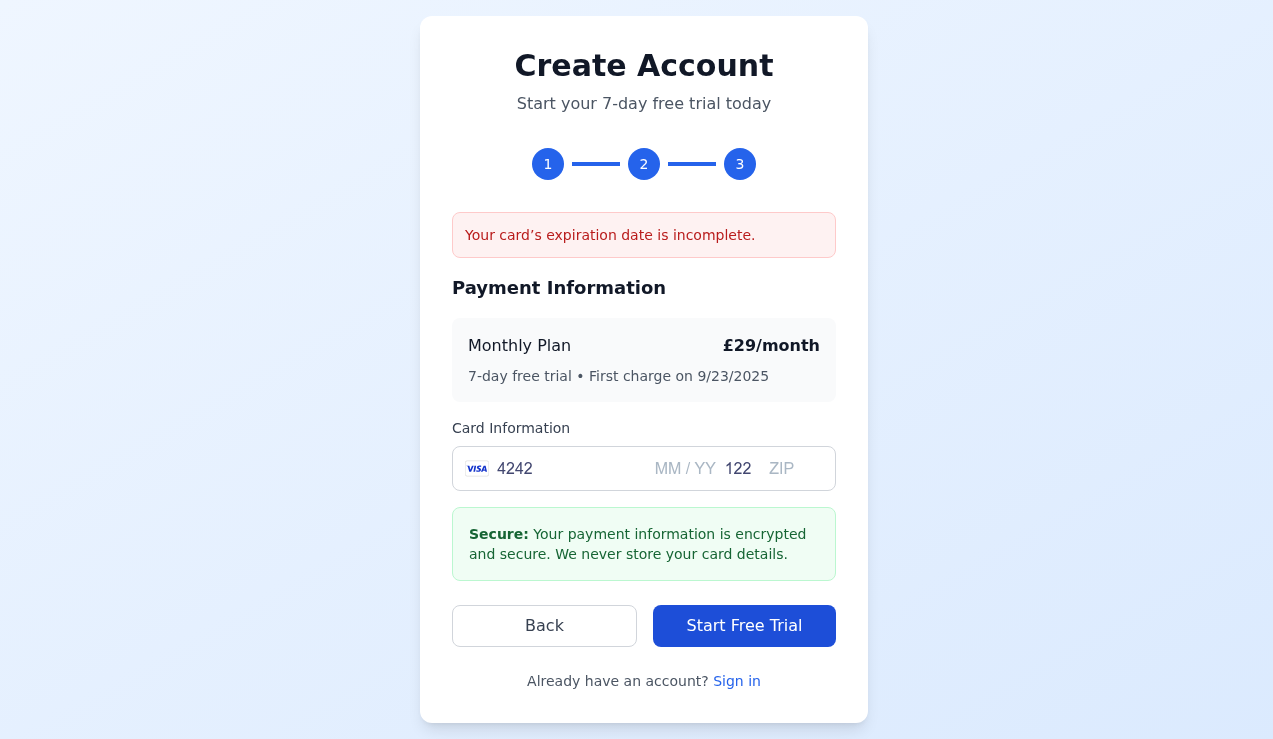 Create Account
Start your 7-day free trial today
1 2 3
Your card’s expiration date is incomplete.
Payment Information
Monthly Plan £29/month
7-day free trial • First charge on 9/23/2025
Card Information
VISA 4242 MM / YY 122 ZIP
Secure: Your payment information is encrypted
and secure. We never store your card details.
Back Start Free Trial
Already have an account? Sign in